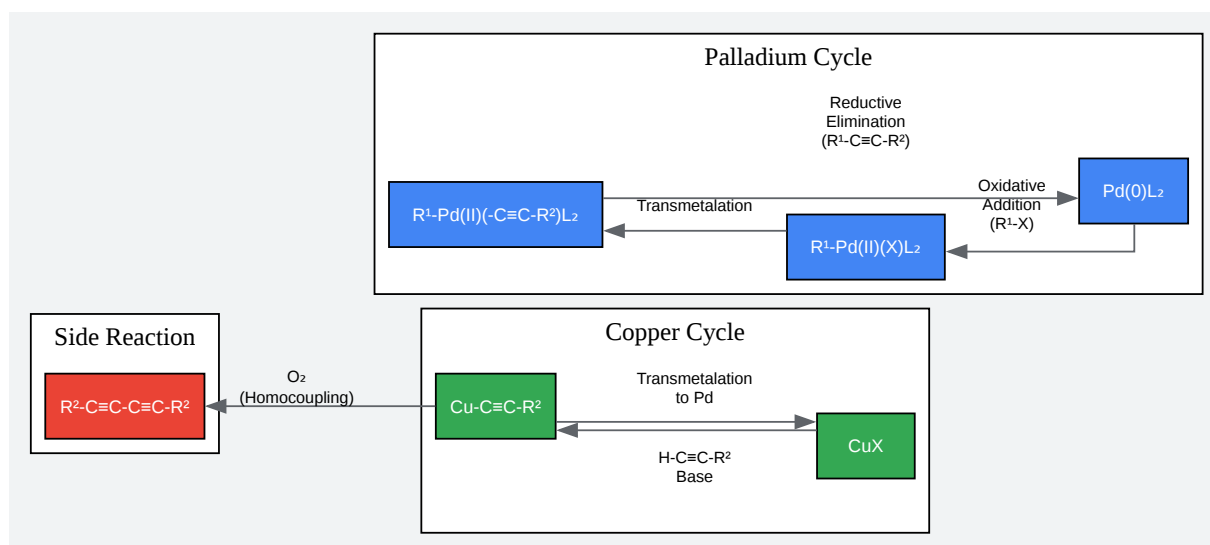 Palladium Cycle
Reductive
Elimination
(R¹-C≡C-R²)
R¹-Pd(II)(-C≡C-R²)L₂
Transmetalation
R¹-Pd(II)(X)L₂
Oxidative
Addition
(R¹-X)
Pd(0)L₂
Side Reaction
R²-C≡C-C≡C-R²
O₂
(Homocoupling)
Copper Cycle
Cu-C≡C-R²
Transmetalation
to Pd
H-C≡C-R²
Base
CuX